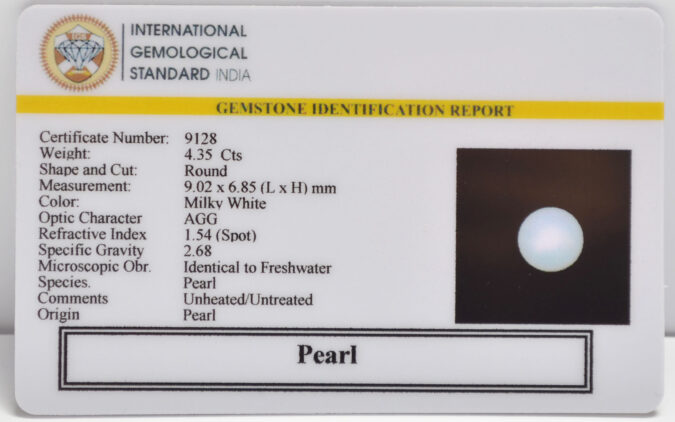 INTERNATIONAL
GEMOLOGICAL
STANDARD INDIA
GEMSTONE IDENTIFICATION REPORT
Certificate Number: 9128
Weight: 4.35 Cts
Shape and Cut: Round
Measurement: 9.02 x 6.85 (L x H) mm
Color: Milky White
Optic Character AGG
Refractive Index 1.54 (Spot)
Specific Gravity 2.68
Microscopic Obr. Identical to Freshwater
Species. Pearl
Comments Unheated/Untreated
Origin Pearl
Pearl